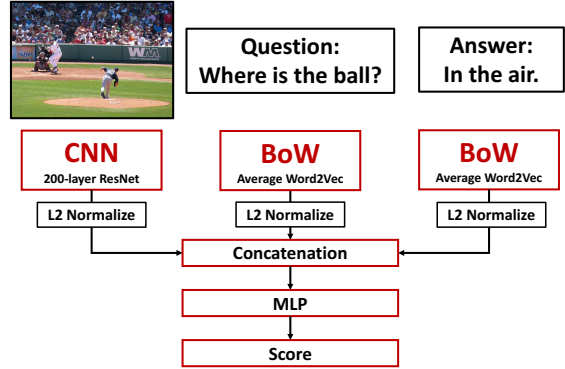 WM
Question:
Where is the ball?
Answer:
In the air.
CNN
200-layer ResNet
BoW
Average Word2Vec
BoW
Average Word2Vec
L2 Normalize
L2 Normalize
L2 Normalize
Concatenation
MLP
Score